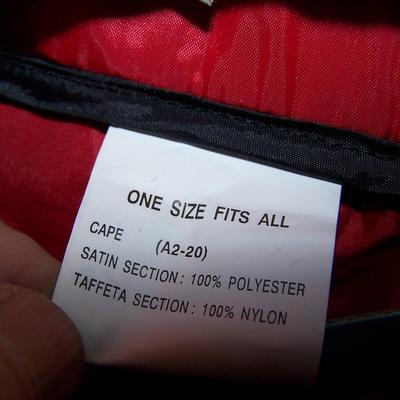 ONE SIZE FITS ALL
CAPE (A2-20)
SATIN SECTION: 100% POLYESTER
TAFFETA SECTION: 100% NYLON